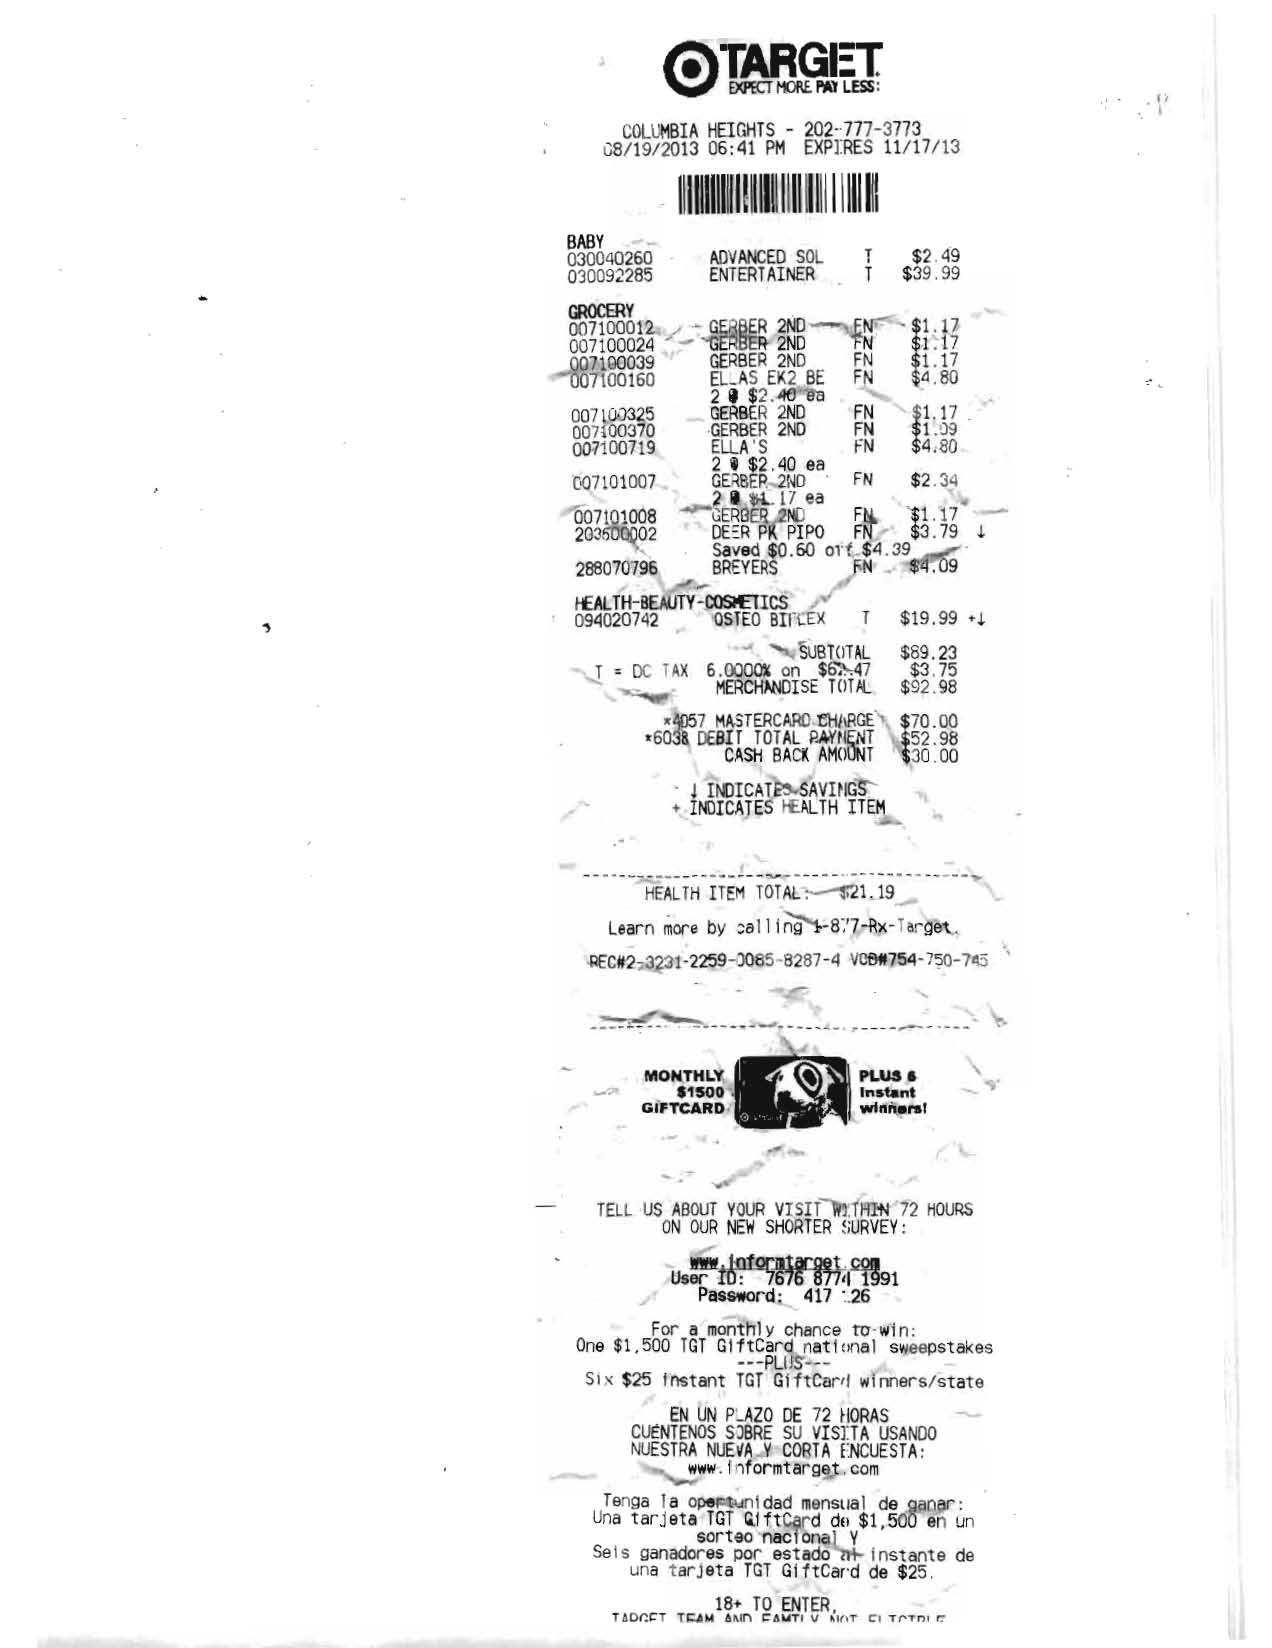 TARGET
EXPECT MORE PAY LESS:
COLUMBIA HEIGHTS - 202-777-3773
08/19/2013 06:41 PM EXPIRES 11/17/13
BABY
030040260 ADVANCED SOL T $2.49
030092285 ENTERTAINER T $39.99
GROCERY
007100012 GERBER 2ND FN $1.17
007100024 GERBER 2ND FN $1.17
007100039 GERBER 2ND FN $1.17
007100160 ELLAS EK2 BE FN $4.80
2 @ $2.40 ea
007100325 GERBER 2ND FN $1.17
007100370 GERBER 2ND FN $1.09
007100719 ELLA'S FN $4.80
2 @ $2.40 ea
007101007 GERBER 2ND FN $2.34
2 @ $1.17 ea
007101008 GERBER 2ND FN $1.17
203600002 DEER PK PIPO FN $3.79 ↓
Saved $0.60 off $4.39
288070796 BREYERS FN $4.09
HEALTH-BEAUTY-COSMETICS
094020742 OSTEO BIFLEX T $19.99 +↓
SUBTOTAL $89.23
T = DC TAX 6.0000% on $62.47 $3.75
MERCHANDISE TOTAL $92.98
*4057 MASTERCARD CHARGE $70.00
*6038 DEBIT TOTAL PAYMENT $52.98
CASH BACK AMOUNT $30.00
↓ INDICATES SAVINGS
+ INDICATES HEALTH ITEM
HEALTH ITEM TOTAL: $21.19
Learn more by calling 1-877-Rx-Target.
REC#2-3231-2259-0085-8287-4 VCD#754-750-745
MONTHLY $1500 GIFTCARD
PLUS 6 Instant winners!
TELL US ABOUT YOUR VISIT WITHIN 72 HOURS
ON OUR NEW SHORTER SURVEY:
www.informtarget.com
User ID: 7676 8774 1991
Password: 417
For a monthly chance to win:
One $1,500 TGT GiftCard national sweepstakes
---PLUS---
Six $25 instant TGT GiftCard winners/state
EN UN PLAZO DE 72 HORAS
CUÉNTENOS SOBRE SU VISITA USANDO
NUESTRA NUEVA Y CORTA ENCUESTA:
www.informtarget.com
Tenga la oportunidad mensual de ganar:
Una tarjeta TGT GiftCard de $1,500 en un
sorteo nacional Y
Seis ganadores por estado al instante de
una tarjeta TGT GiftCard de $25.
18+ TO ENTER,
TARGET TEAM AND FAMILY NOT ELIGIBLE